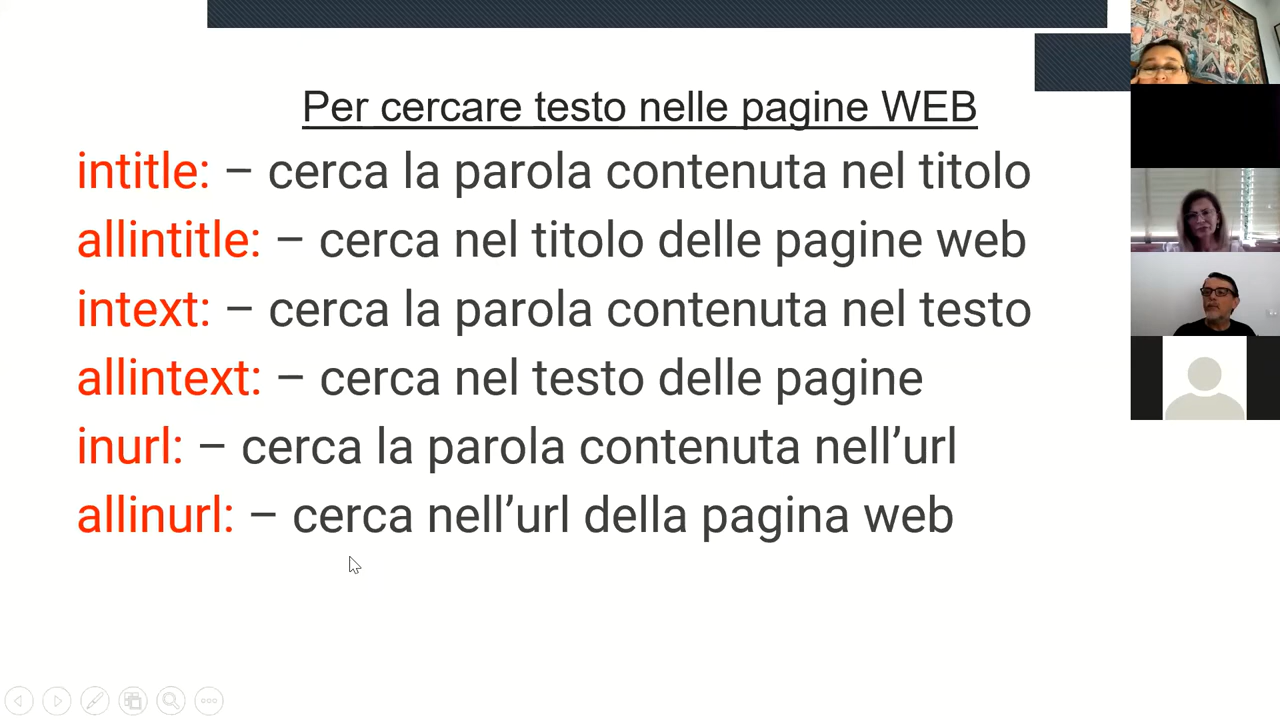 Per cercare testo nelle pagine WEB
intitle: – cerca la parola contenuta nel titolo
allintitle: – cerca nel titolo delle pagine web
intext: – cerca la parola contenuta nel testo
allintext: – cerca nel testo delle pagine
inurl: – cerca la parola contenuta nell’url
allinurl: – cerca nell’url della pagina web